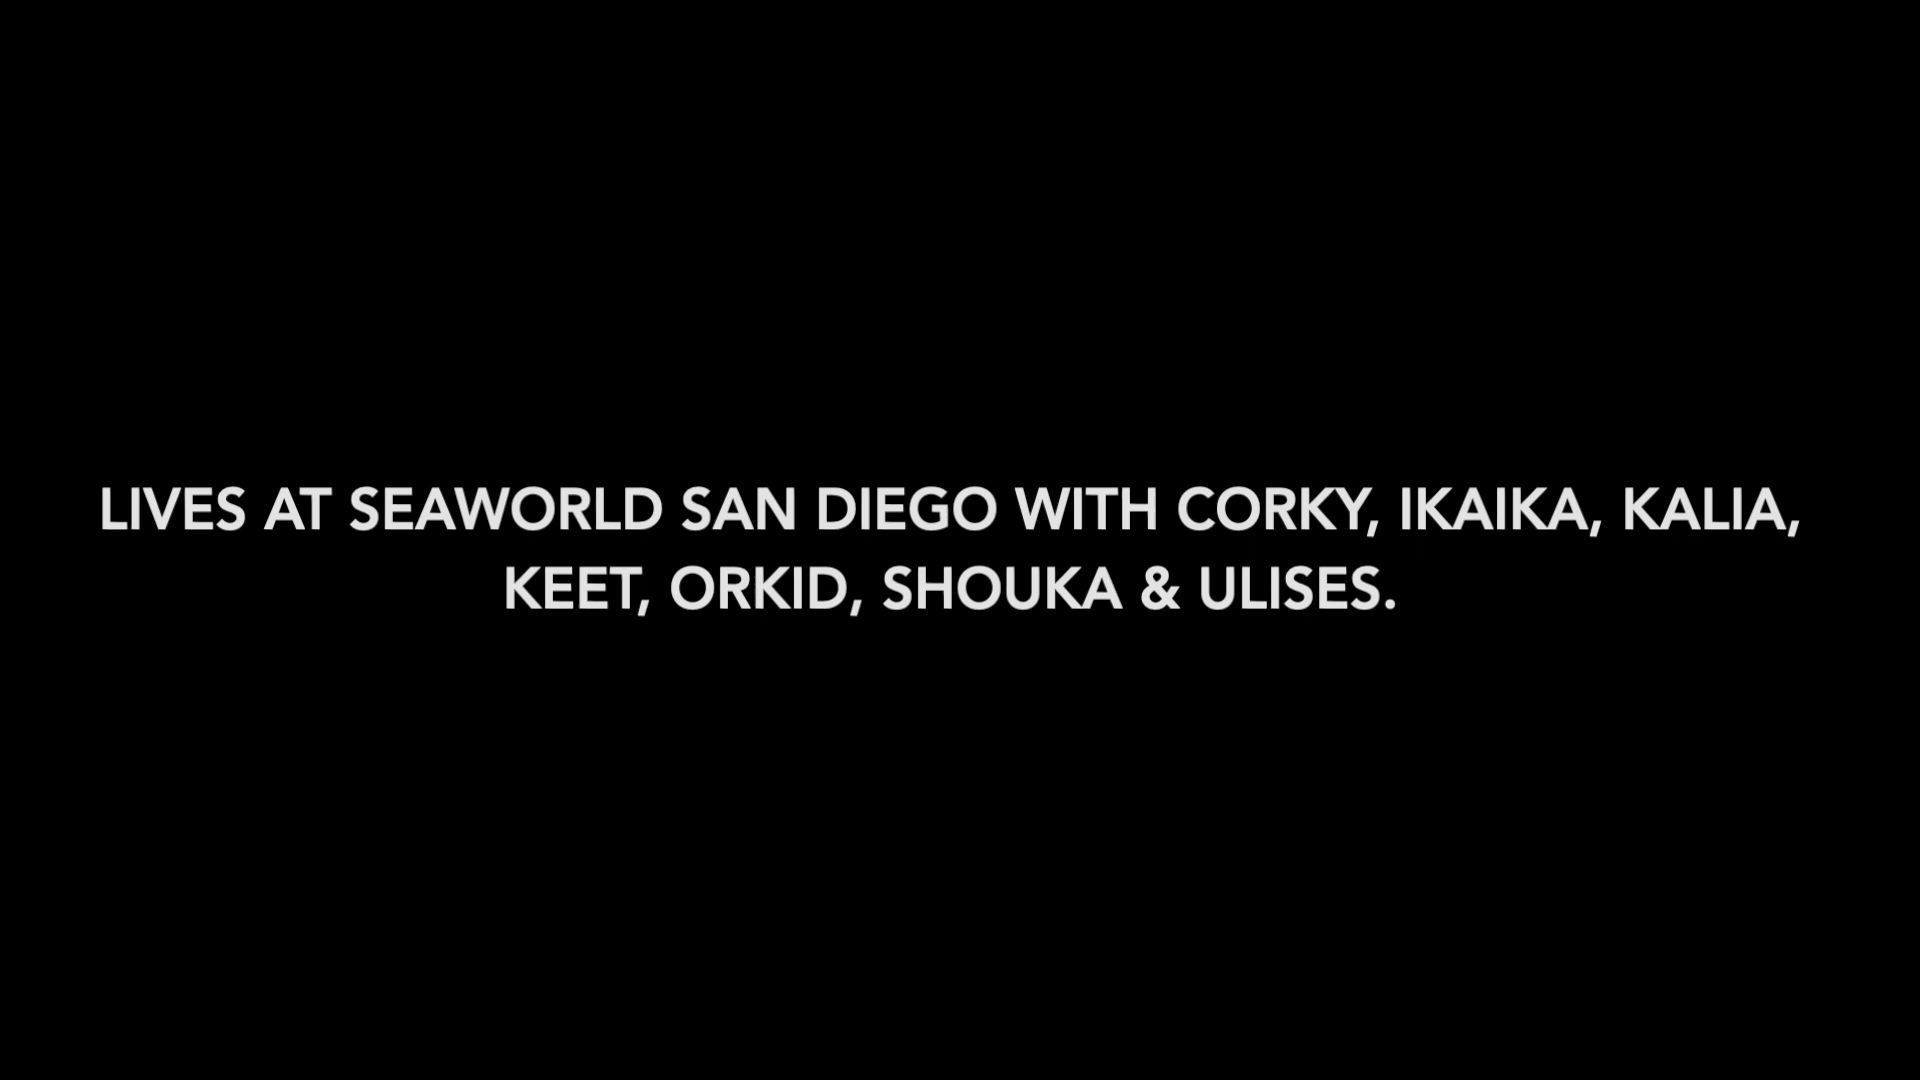 LIVES AT SEAWORLD SAN DIEGO WITH CORKY, IKAIKA, KALIA,
KEET, ORKID, SHOUKA & ULISES.